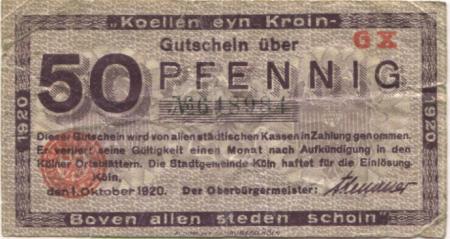 „Koellen eyn Kroin-
Gutschein über
GX
50 PFENNIG
1920
1920
Dieser Gutschein wird von allen städtischen Kassen in Zahlung genommen.
Er verliert seine Gültigkeit einen Monat nach Aufkündigung in den
Kölner Ortsblättern. Die Stadtgemeinde Köln haftet für die Einlösung.
Köln,
den 1. Oktober 1920. Der Oberbürgermeister:
Boven allen steden schoin"